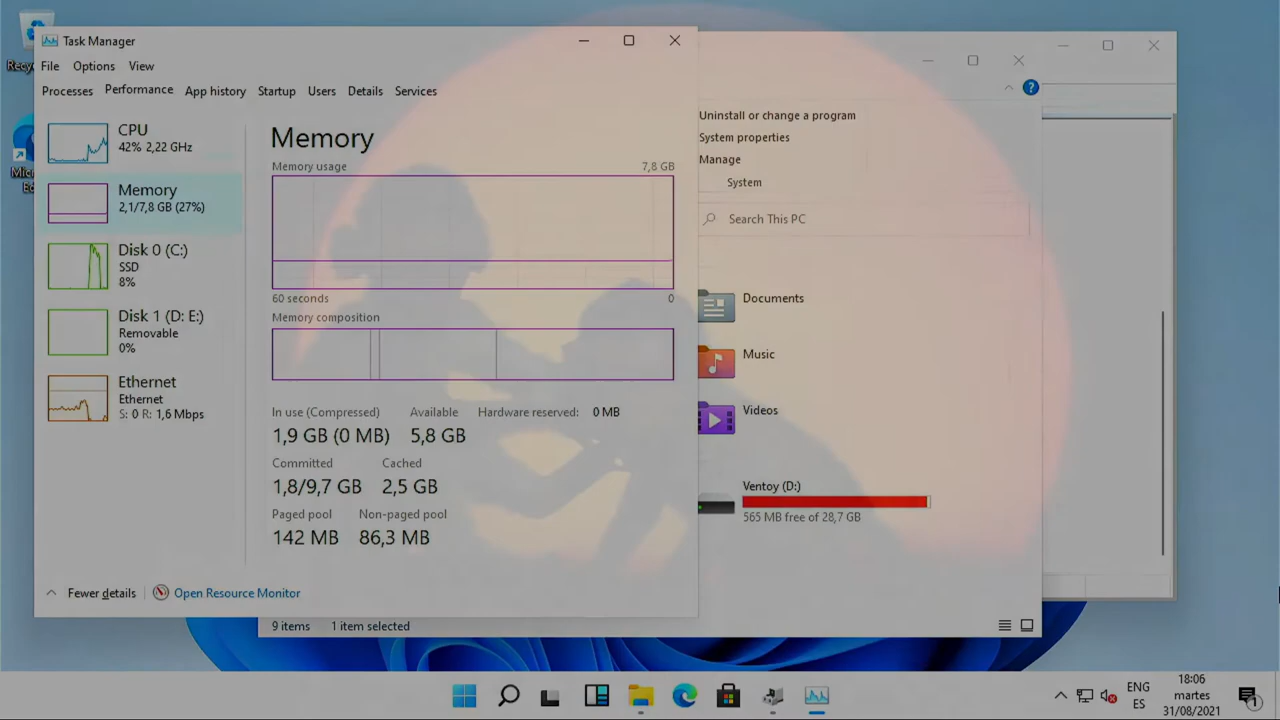 Task Manager
File Options View
Processes Performance App history Startup Users Details Services
CPU
42% 2,22 GHz
Memory
2,1/7,8 GB (27%)
Disk 0 (C:)
SSD
8%
Disk 1 (D: E:)
Removable
0%
Ethernet
Ethernet
S: 0 R: 1,6 Mbps
Memory
Memory usage 7,8 GB
60 seconds 0
Memory composition
In use (Compressed) Available Hardware reserved: 0 MB
1,9 GB (0 MB) 5,8 GB
Committed Cached
1,8/9,7 GB 2,5 GB
Paged pool Non-paged pool
142 MB 86,3 MB
Fewer details Open Resource Monitor
Uninstall or change a program
System properties
Manage
System
Search This PC
Documents
Music
Videos
Ventoy (D:)
565 MB free of 28,7 GB
9 items 1 item selected
ENG
ES
18:06
martes
31/08/2021
1